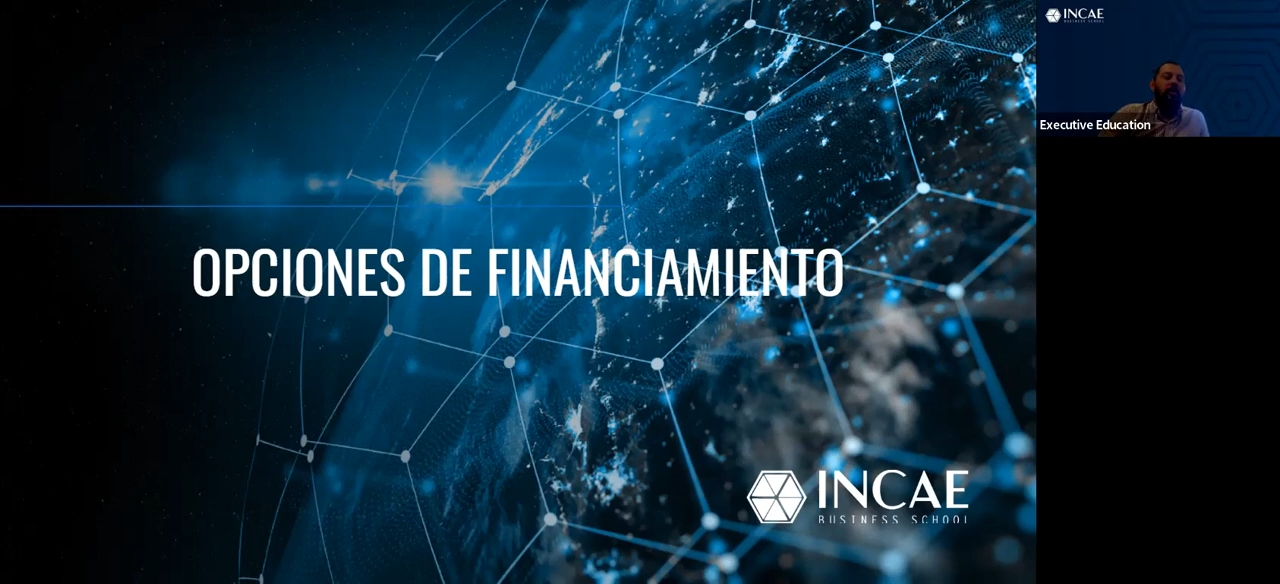 OPCIONES DE FINANCIAMIENTO
INCAE
BUSINESS SCHOOL
INCAE
BUSINESS SCHOOL
Executive Education